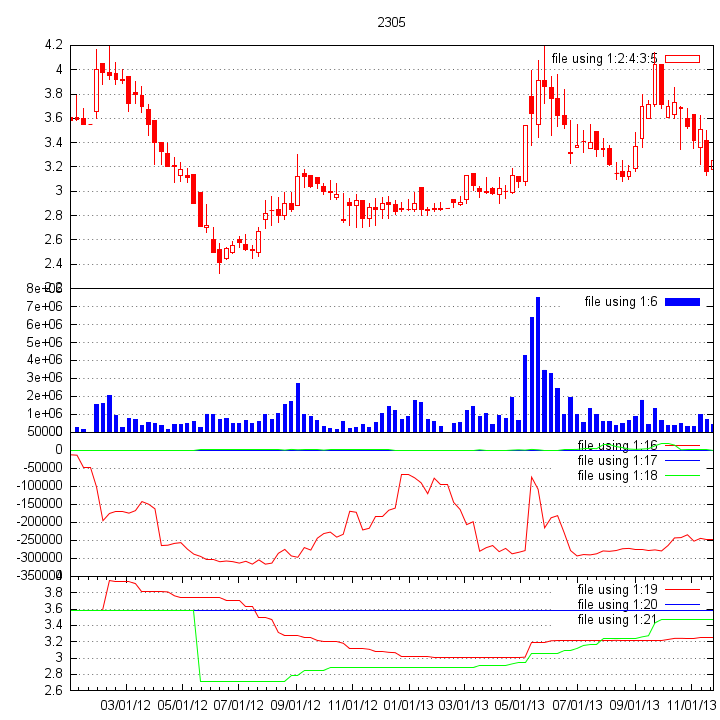 2305
4.2
file using 1:2:4:3:5
4
3.8
3.6
3.4
3.2
3
2.8
2.6
2.4
2.2
8e+06
file using 1:6
7e+06
6e+06
5e+06
4e+06
3e+06
2e+06
1e+06
0
50000
file using 1:16
0
file using 1:17
-50000
file using 1:18
-100000
-150000
-200000
-250000
-300000
-350000
4
file using 1:19
3.8
file using 1:20
3.6
file using 1:21
3.4
3.2
3
2.8
2.6
03/01/12 05/01/12 07/01/12 09/01/12 11/01/12 01/01/13 03/01/13 05/01/13 07/01/13 09/01/13 11/01/13